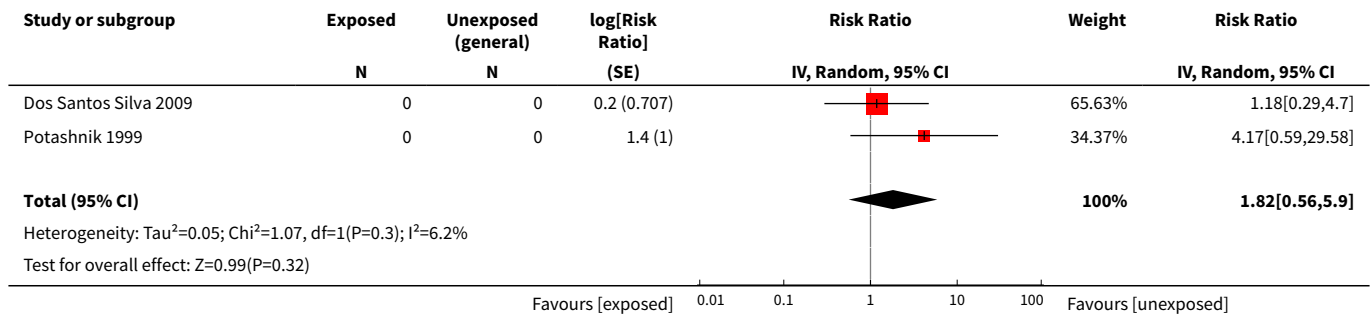 Study or subgroup Exposed Unexposed (general) log[Risk Ratio] Risk Ratio Weight Risk Ratio
N N (SE) IV, Random, 95% CI IV, Random, 95% CI
Dos Santos Silva 2009 0 0 0.2 (0.707) 65.63% 1.18[0.29,4.7]
Potashnik 1999 0 0 1.4 (1) 34.37% 4.17[0.59,29.58]
Total (95% CI) 100% 1.82[0.56,5.9]
Heterogeneity: Tau²=0.05; Chi²=1.07, df=1(P=0.3); I²=6.2%
Test for overall effect: Z=0.99(P=0.32)
Favours [exposed] 0.01 0.1 1 10 100 Favours [unexposed]